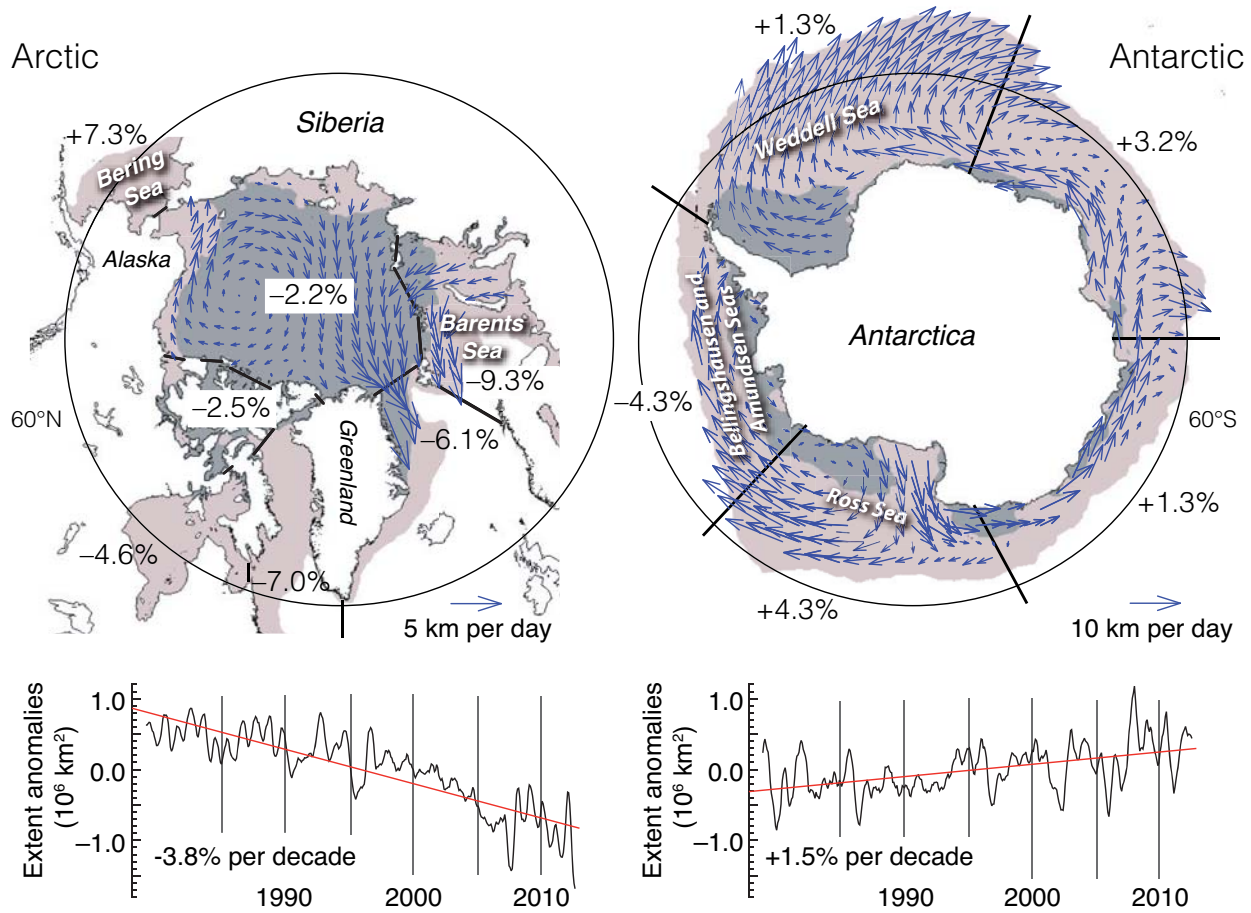 Arctic
+7.3%
Bering
Sea
Siberia
Alaska
−2.2%
Barents
Sea
−9.3%
−2.5%
60°N
Greenland
−6.1%
−4.6%
−7.0%
5 km per day
Antarctic
+1.3%
Weddell Sea
+3.2%
Bellingshausen and
Amundsen Seas
Antarctica
−4.3%
60°S
Ross Sea
+1.3%
+4.3%
10 km per day
Extent anomalies
(10⁶ km²)
1.0
0.0
−1.0
-3.8% per decade
1990
2000
2010
Extent anomalies
(10⁶ km²)
1.0
0.0
−1.0
+1.5% per decade
1990
2000
2010